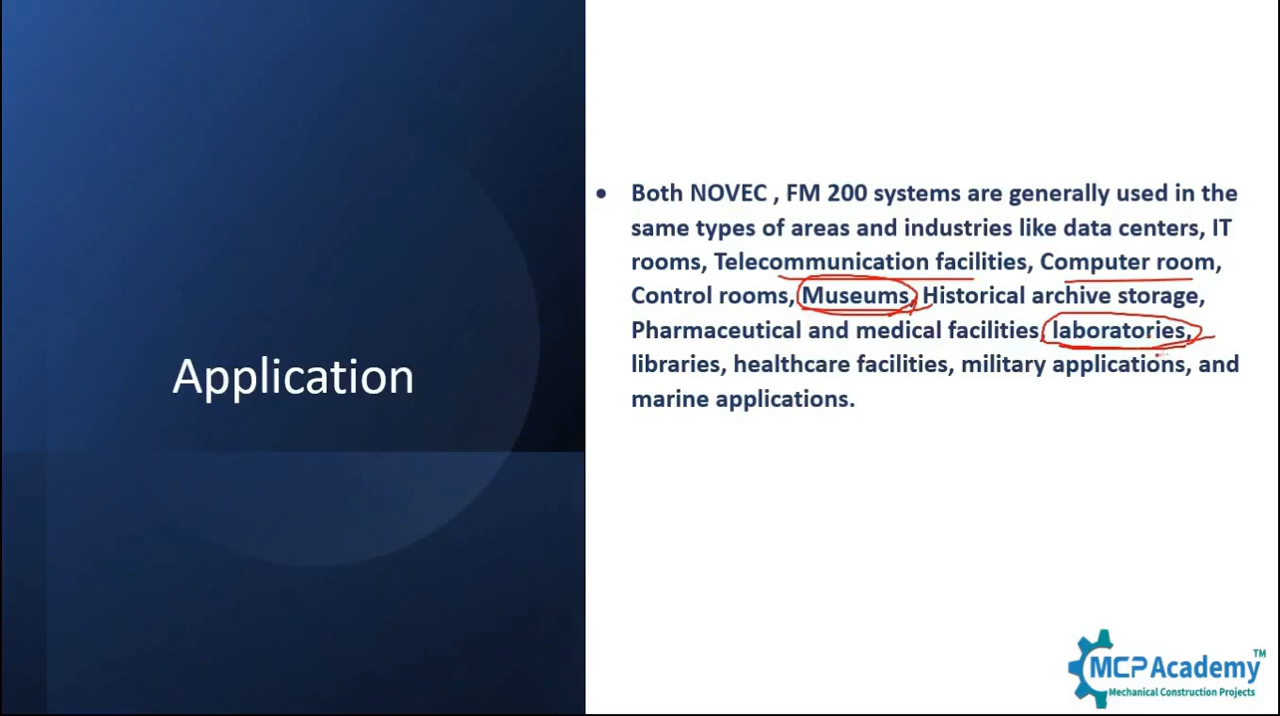 Application
• Both NOVEC , FM 200 systems are generally used in the
same types of areas and industries like data centers, IT
rooms, Telecommunication facilities, Computer room,
Control rooms, Museums, Historical archive storage,
Pharmaceutical and medical facilities, laboratories,
libraries, healthcare facilities, military applications, and
marine applications.
MCP Academy™
Mechanical Construction Projects